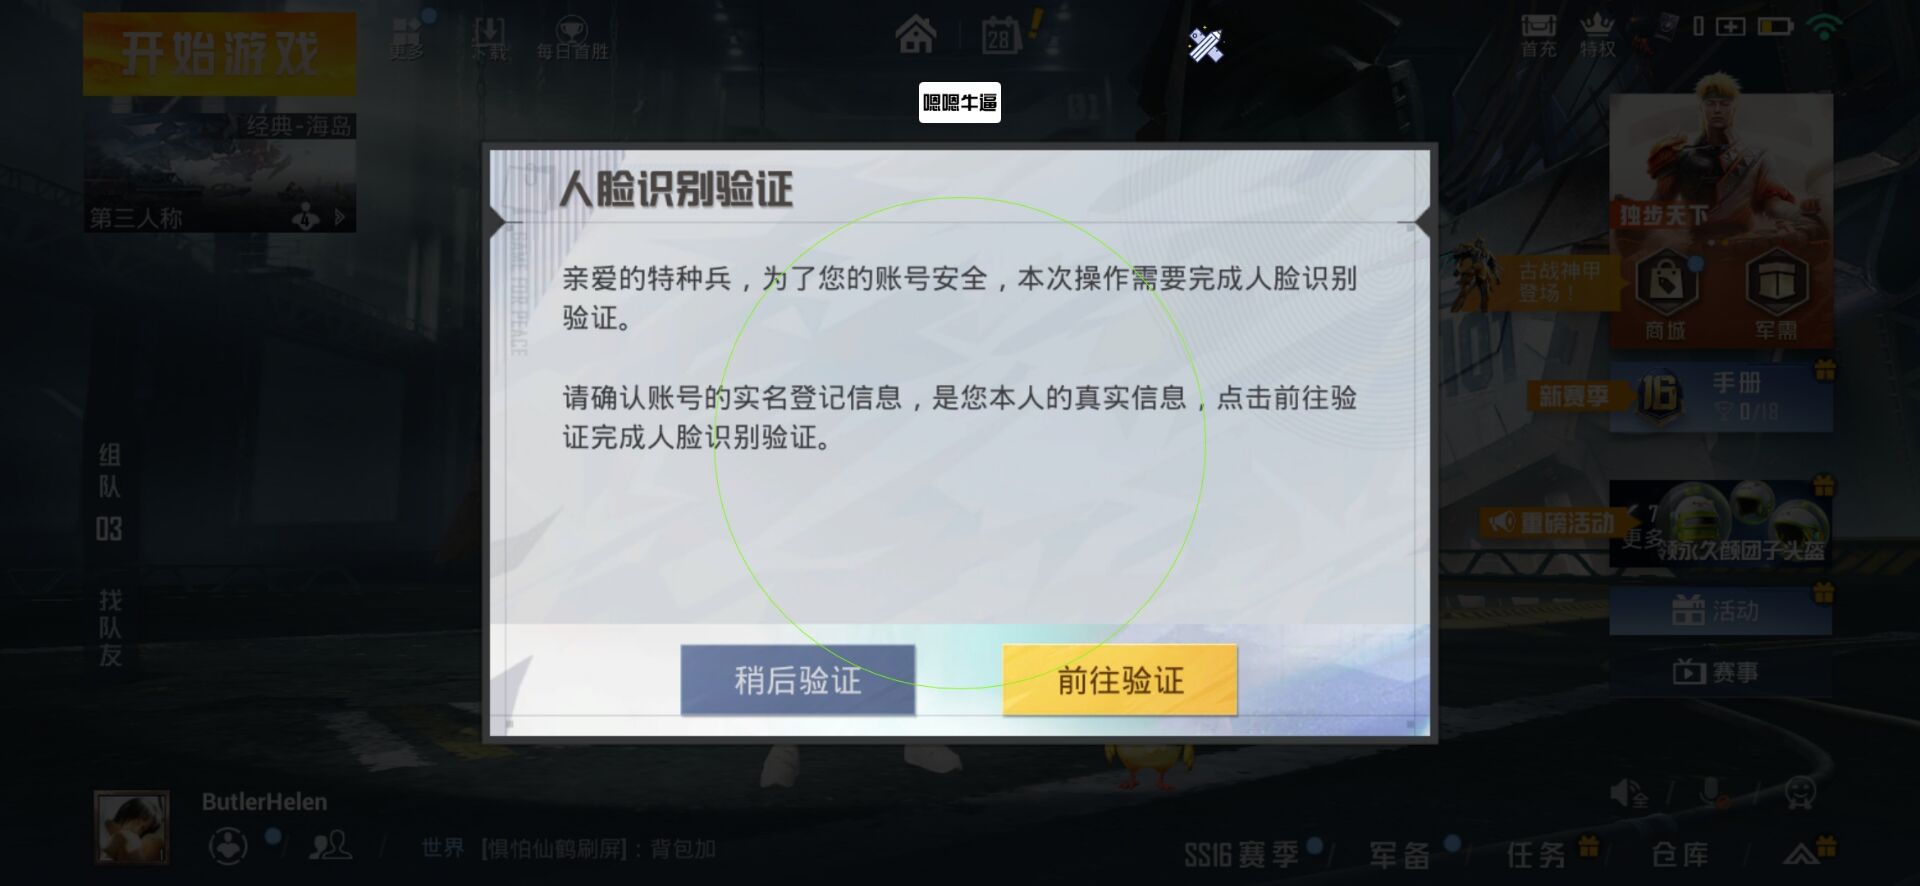 开始游戏
更多
下载
每日首胜
28
首充
特权
嗯嗯牛逼
经典-海岛
第三人称
4
01
人脸识别验证
亲爱的特种兵，为了您的账号安全，本次操作需要完成人脸识别
验证。
请确认账号的实名登记信息，是您本人的真实信息，点击前往验
证完成人脸识别验证。
GAME FOR PEACE
稍后验证
前往验证
独步天下
古战神甲
登场！
商城
军需
新赛季
16
手册
0/18
重磅活动
更多
领永久颜团子头盔
活动
赛事
组队
03
找队友
ButlerHelen
1
世界 [惧怕仙鹤刷屏]：背包加
全
SS16 赛季
军备
任务
仓库